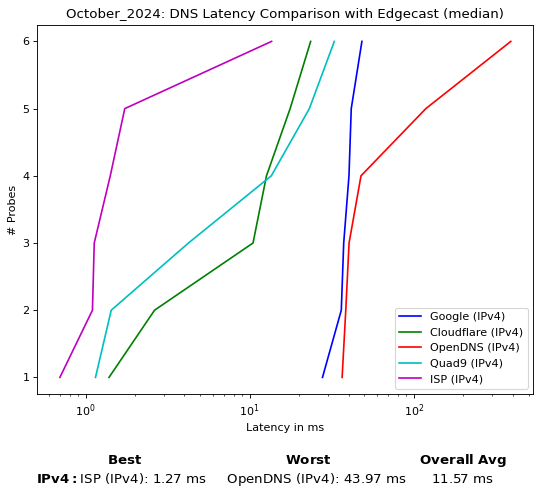 October_2024: DNS Latency Comparison with Edgecast (median)
6
5
4
3
2
1
# Probes
Google (IPv4)
Cloudflare (IPv4)
OpenDNS (IPv4)
Quad9 (IPv4)
ISP (IPv4)
10⁰ 10¹ 10²
Latency in ms
Best Worst Overall Avg
IPv4: ISP (IPv4): 1.27 ms OpenDNS (IPv4): 43.97 ms 11.57 ms